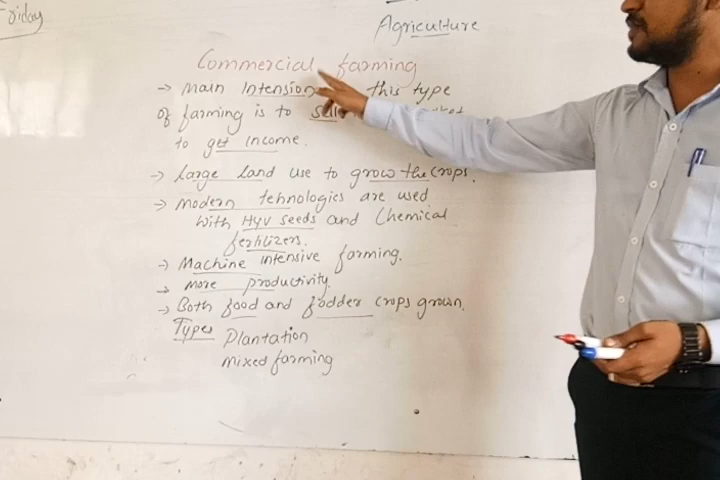 Friday
Agriculture
Commercial farming
→ Main Intension this type
of farming is to
to get income.
→ Large land use to grow the crops.
→ Modern tehnologies are used
with HYV seeds and Chemical
fertilizers.
→ Machine intensive farming.
→ More productivity.
→ Both food and fodder crops grown.
Types Plantation
Mixed farming